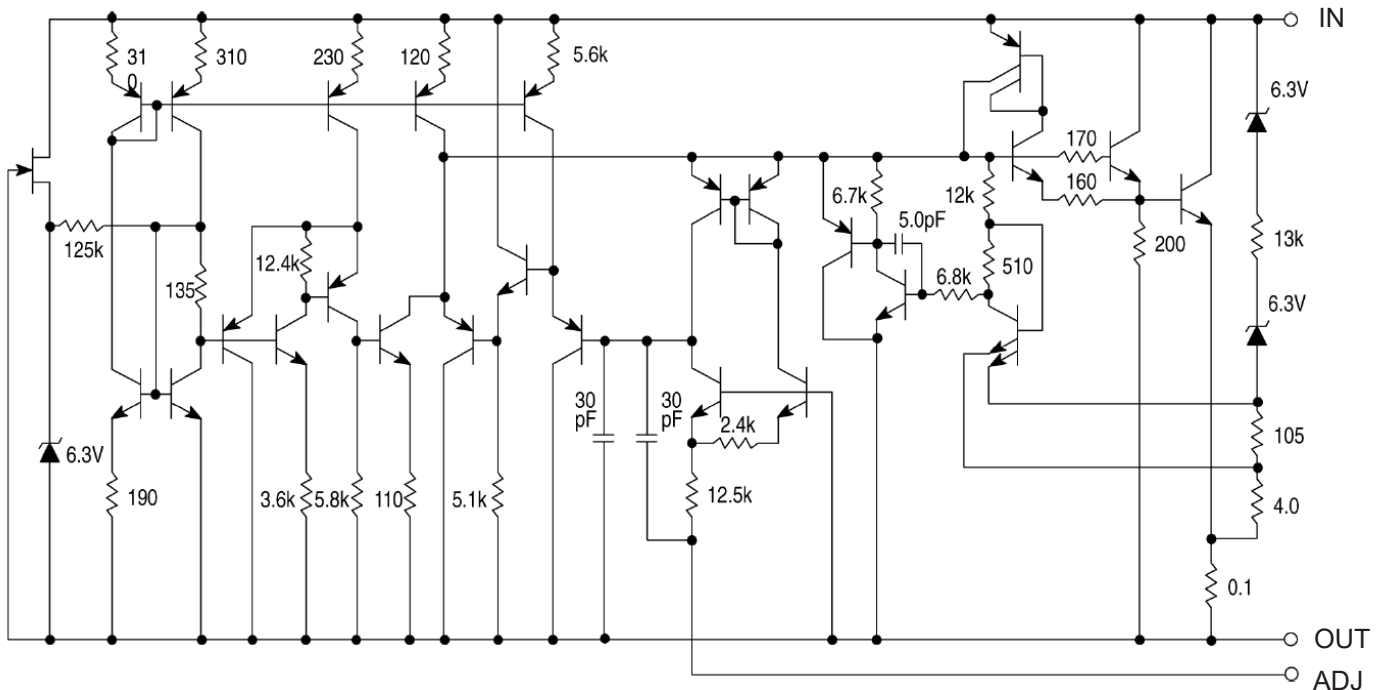 IN
31
0
310
230
120
5.6k
6.3V
170
160
6.7k
12k
5.0pF
125k
12.4k
200
13k
510
6.8k
135
6.3V
30
pF
30
pF
2.4k
105
6.3V
190
3.6k
5.8k
110
5.1k
12.5k
4.0
0.1
OUT
ADJ